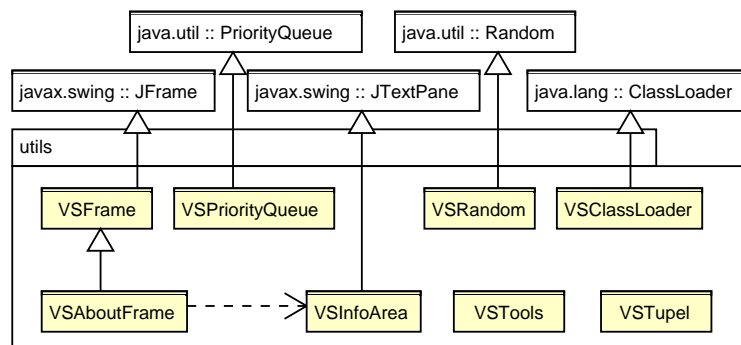 java.util :: PriorityQueue
java.util :: Random
javax.swing :: JFrame
javax.swing :: JTextPane
java.lang :: ClassLoader
utils
VSFrame
VSPriorityQueue
VSRandom
VSClassLoader
VSAboutFrame
VSInfoArea
VSTools
VSTupel